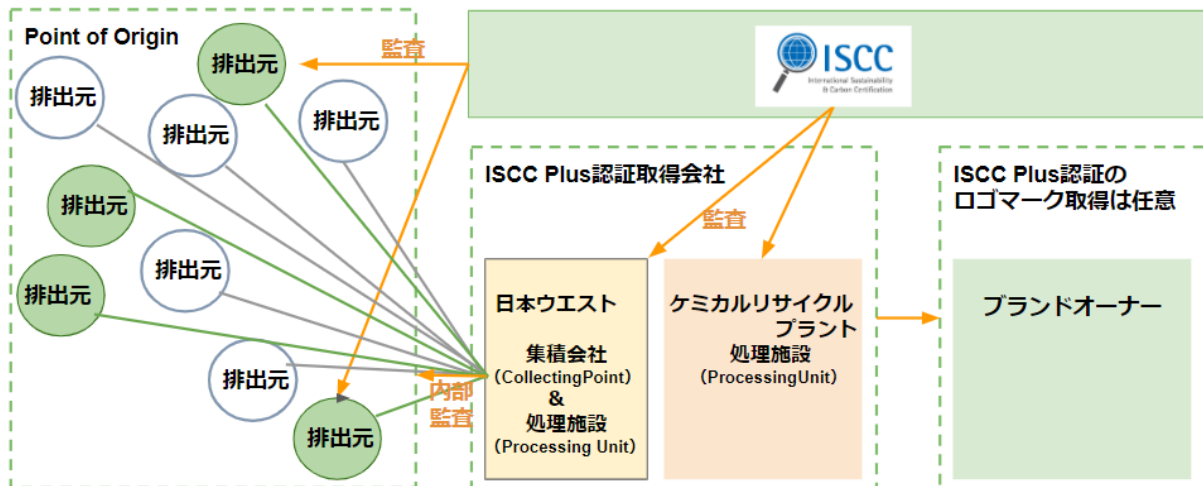 Point of Origin
排出元
排出元
排出元
排出元
排出元
排出元
排出元
排出元
排出元
監査
ISCC
International Sustainability
& Carbon Certification
ISCC Plus認証取得会社
監査
内部
監査
日本ウエスト
集積会社
（CollectingPoint）
&
処理施設
（Processing Unit）
ケミカルリサイクル
プラント
処理施設
（ProcessingUnit）
ISCC Plus認証の
ロゴマーク取得は任意
ブランドオーナー